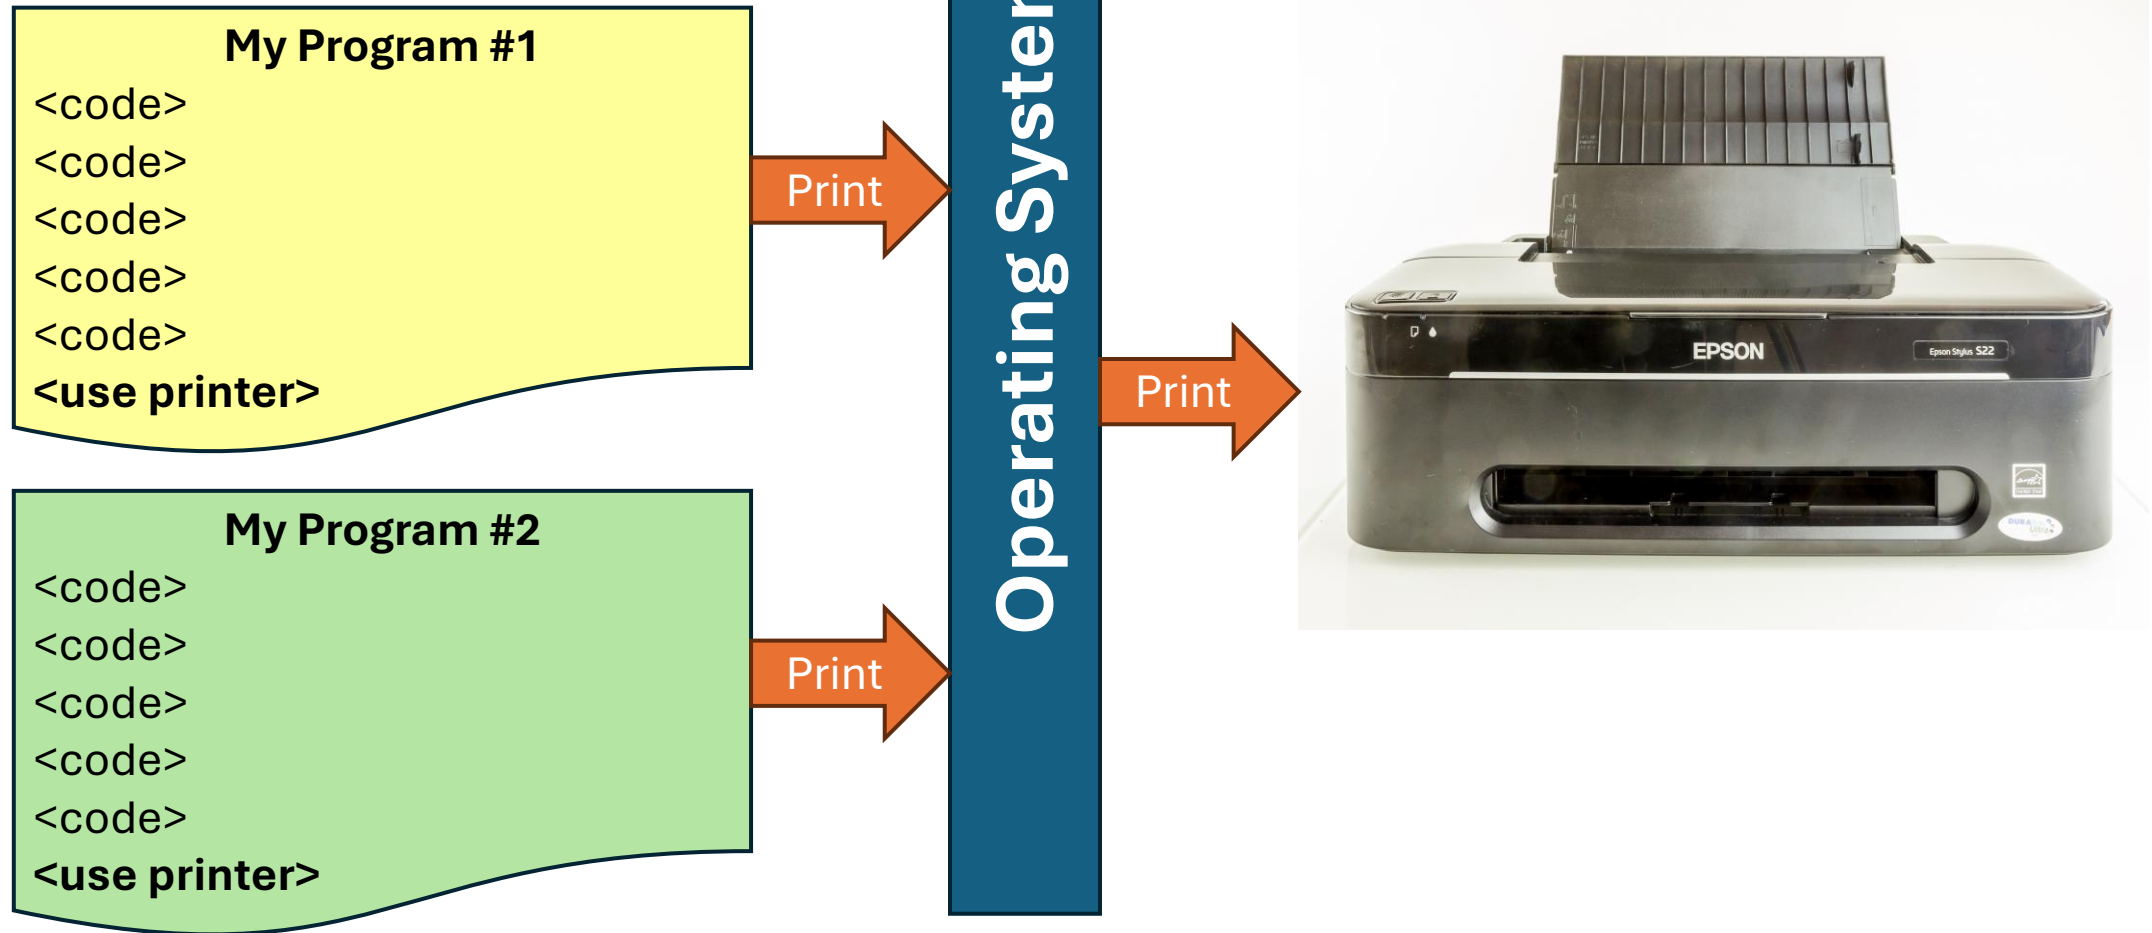 My Program #1
<code>
<code>
<code>
<code>
<code>
<use printer>
Print
My Program #2
<code>
<code>
<code>
<code>
<code>
<use printer>
Print
Operating System
Print
EPSON
Epson Stylus S22